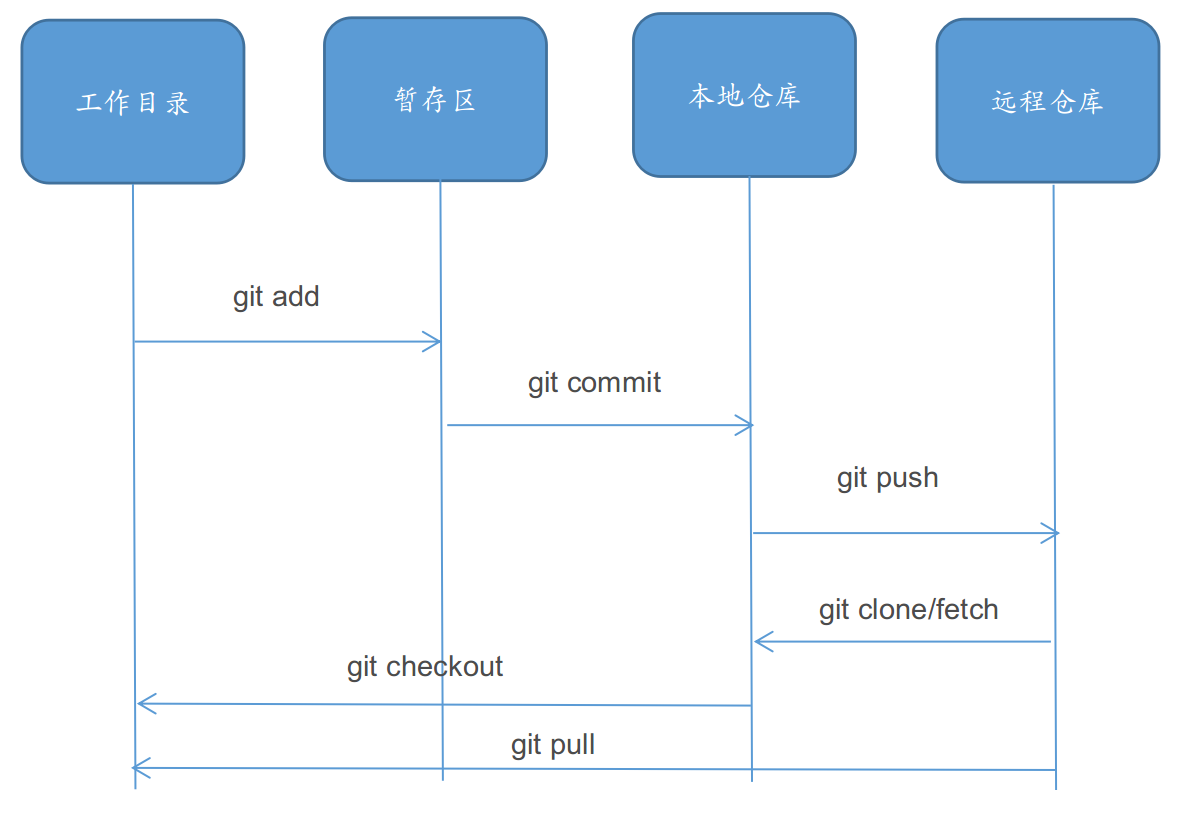 工作目录
暂存区
本地仓库
远程仓库
git add
git commit
git push
git clone/fetch
git checkout
git pull